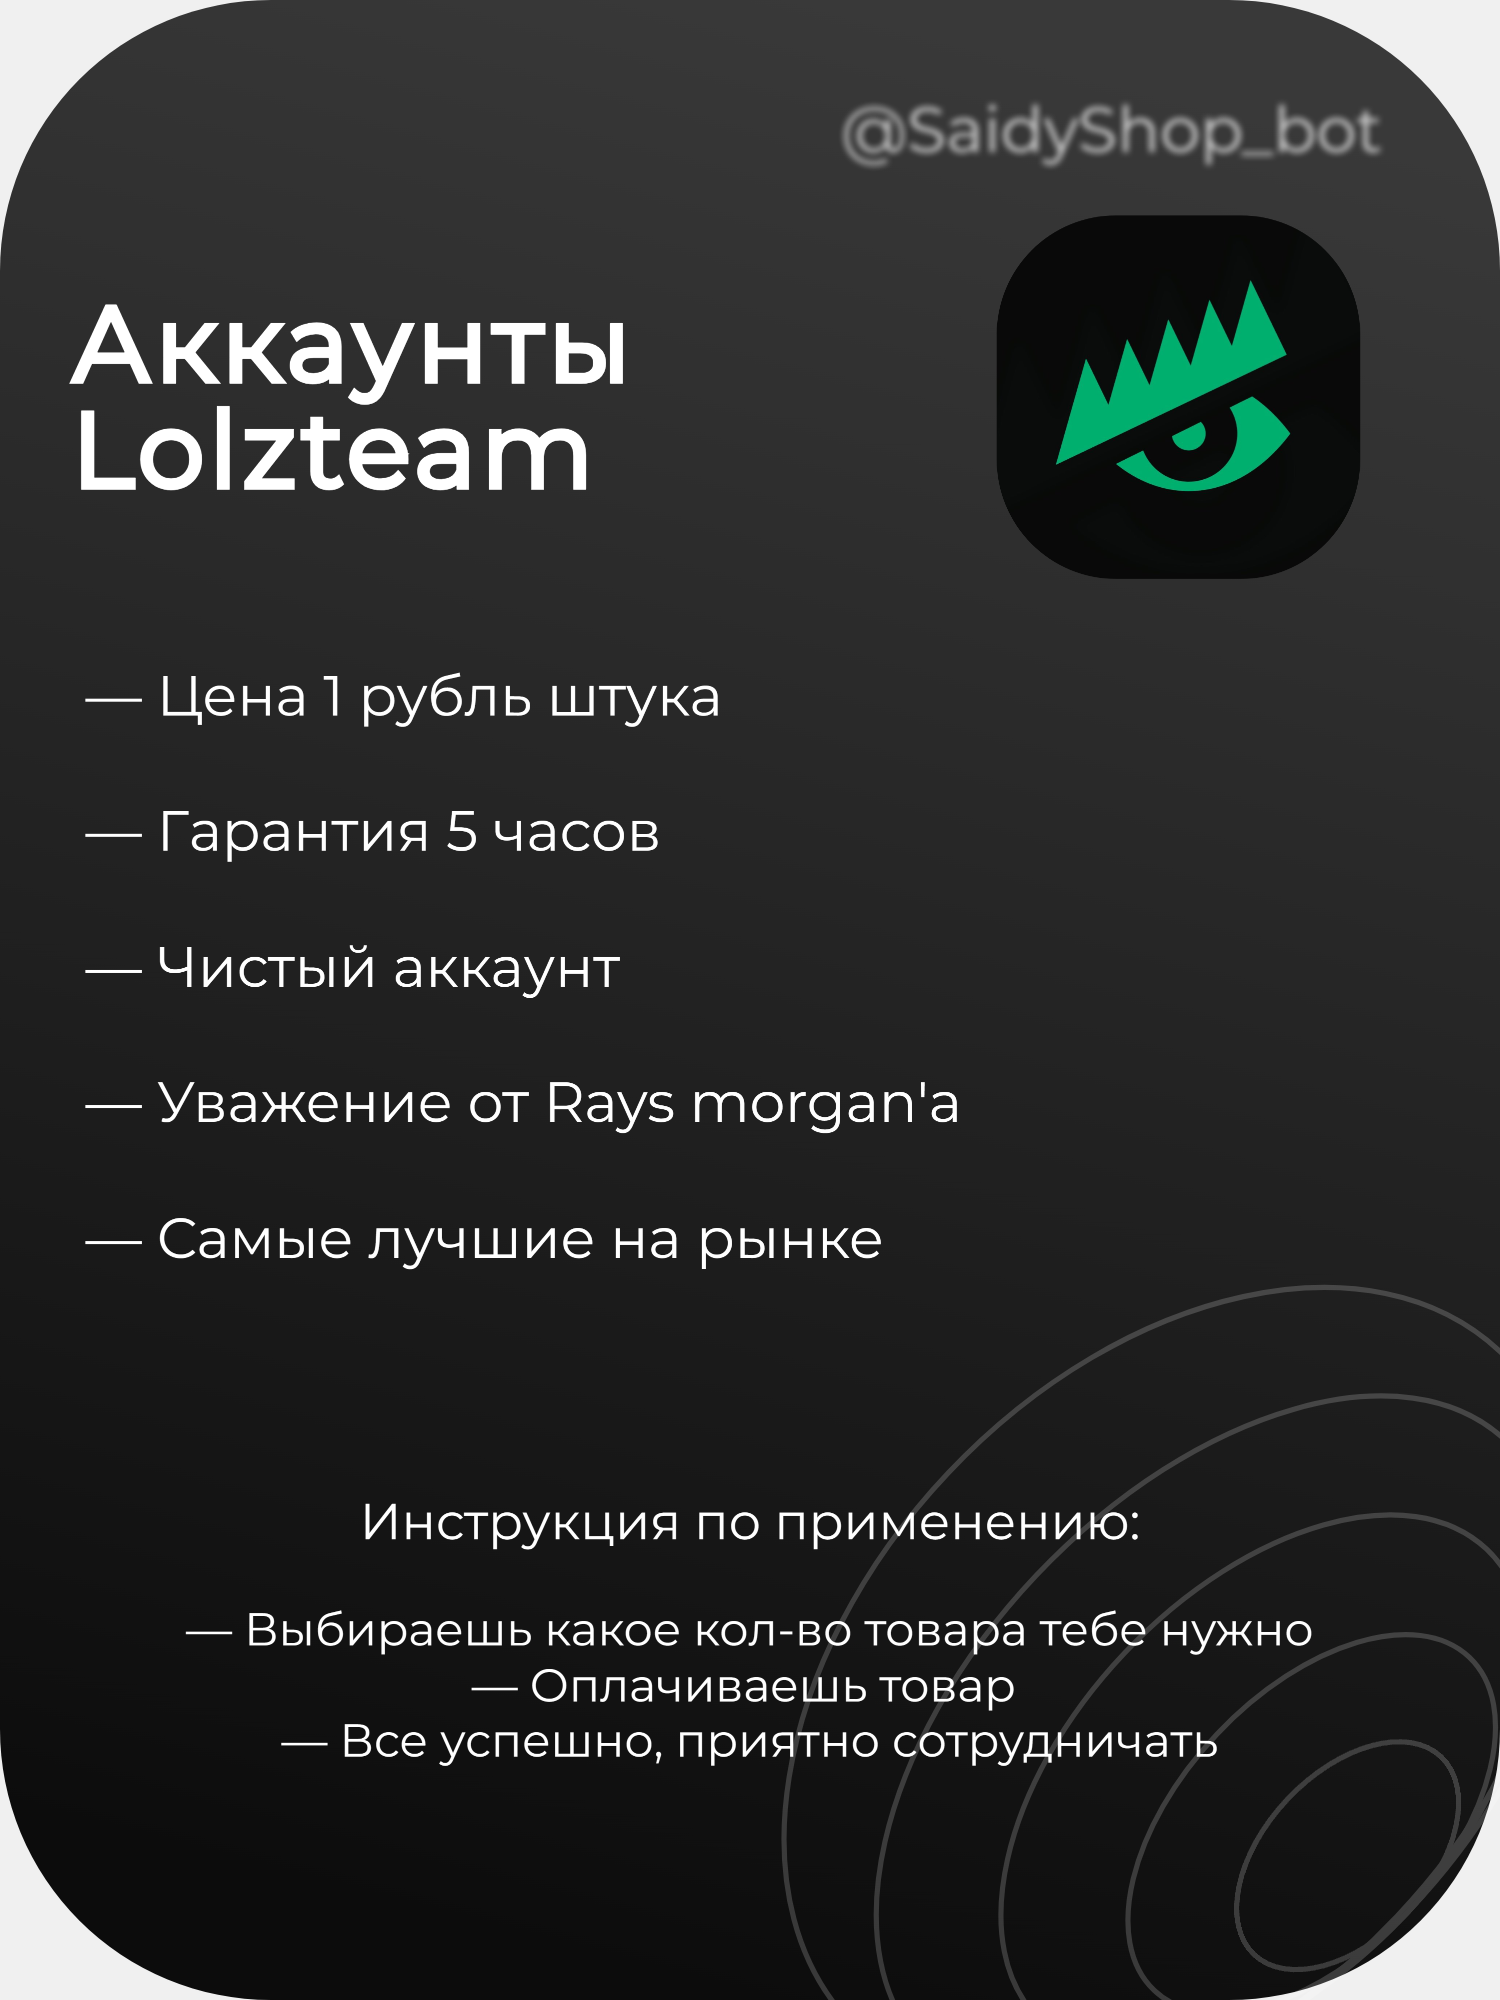 @SaidyShop_bot
Аккаунты
Lolzteam
— Цена 1 рубль штука
— Гарантия 5 часов
— Чистый аккаунт
— Уважение от Rays morgan'а
— Самые лучшие на рынке
Инструкция по применению:
— Выбираешь какое кол-во товара тебе нужно
— Оплачиваешь товар
— Все успешно, приятно сотрудничать